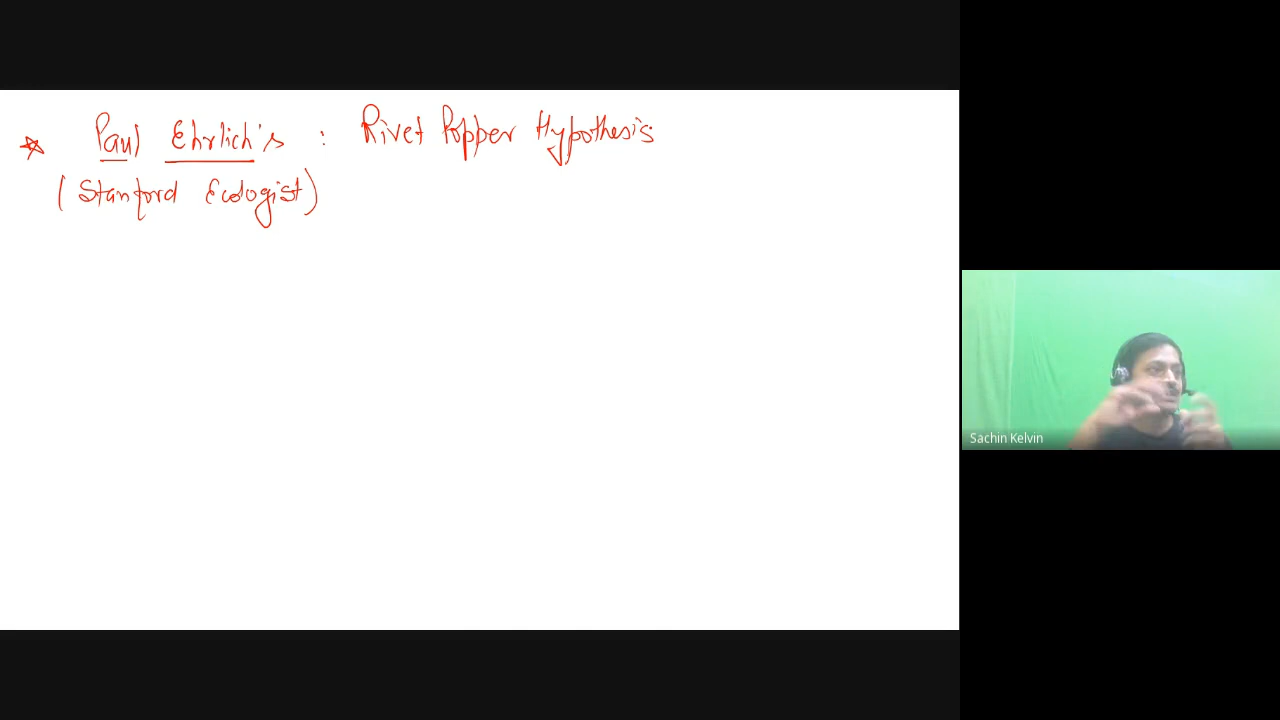 Paul Ehrlich's : Rivet Popper Hypothesis
(Stanford Ecologist)
Sachin Kelvin